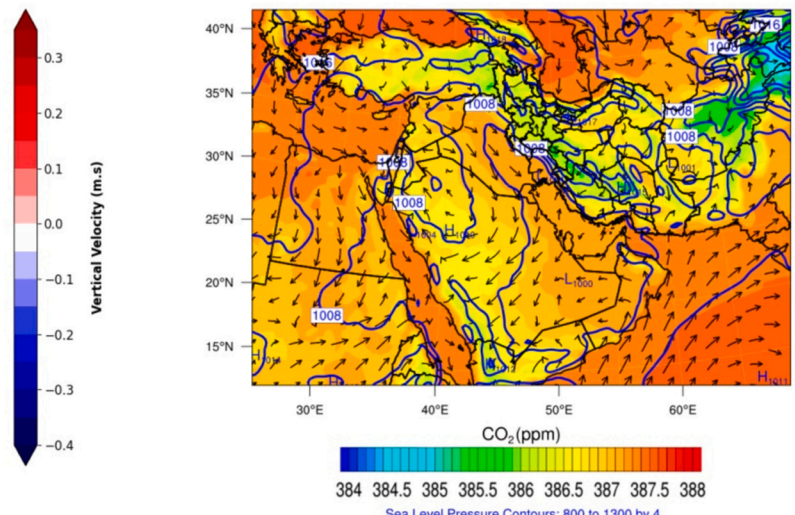 0.3
0.2
0.1
0.0
−0.1
−0.2
−0.3
−0.4
Vertical Velocity (m.s)
40°N
35°N
30°N
25°N
20°N
15°N
1016
1008
1016
1008
1008
1008
1008
1008
1008
L1000
1008
H1011
30°E 40°E 50°E 60°E
CO2(ppm)
384 384.5 385 385.5 386 386.5 387 387.5 388
Sea Level Pressure Contours: 800 to 1300 by 4